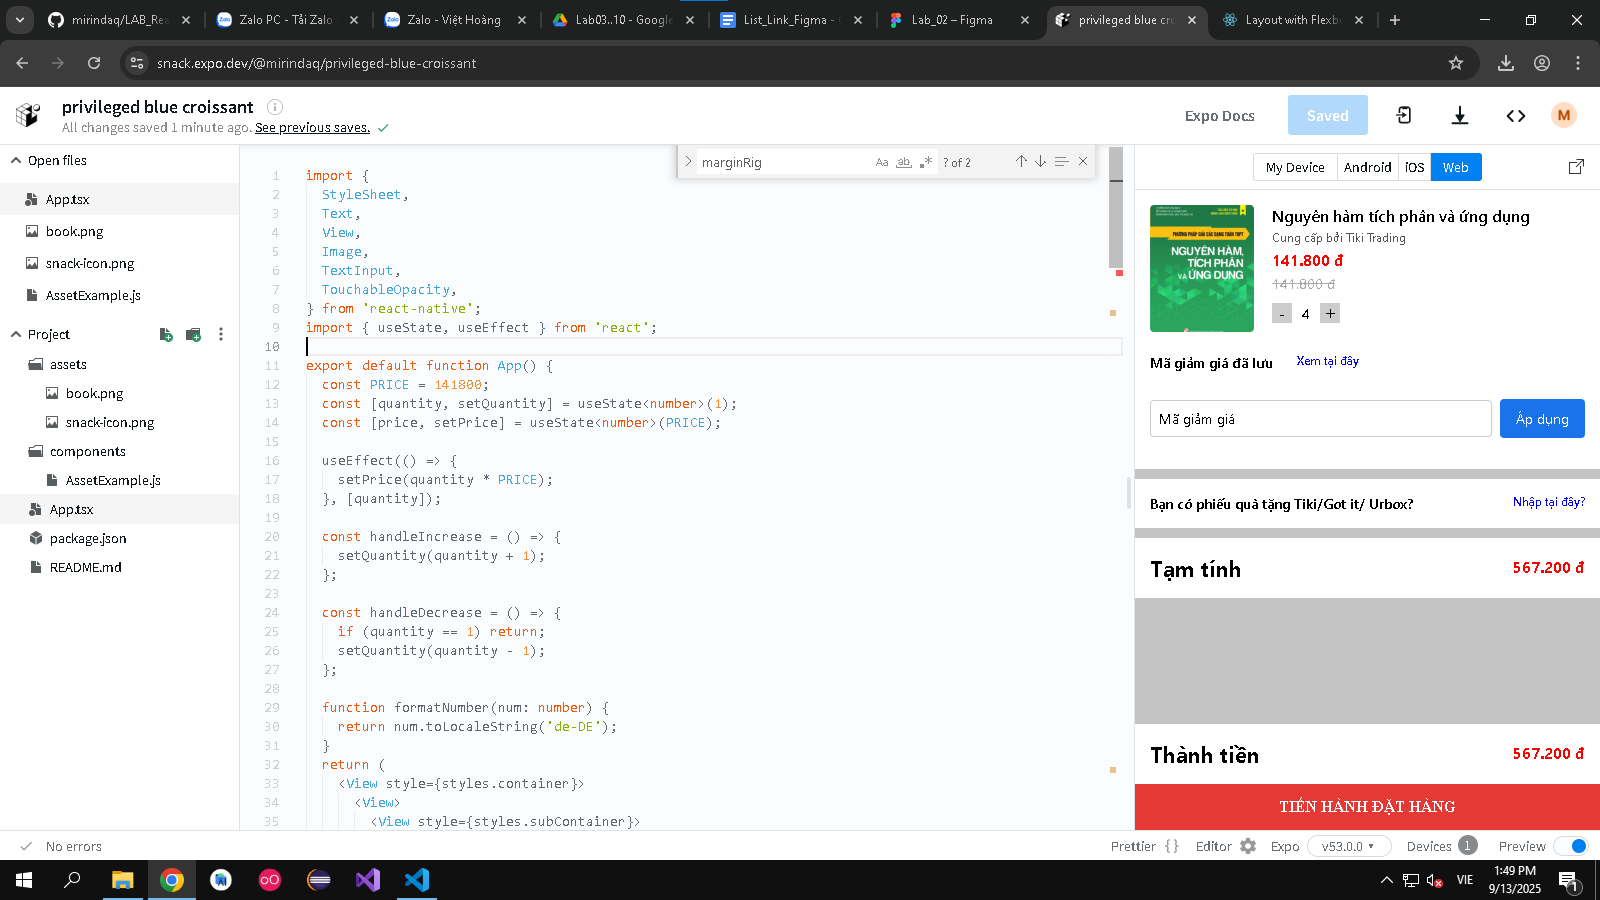 mirindaq/LAB_Rea
Zalo PC - Tải Zalo
Zalo - Việt Hoàng
Lab03..10 - Google
List_Link_Figma -
Lab_02 – Figma
privileged blue cro
Layout with Flexb
snack.expo.dev/@mirindaq/privileged-blue-croissant
privileged blue croissant
All changes saved 1 minute ago. See previous saves.
Expo Docs
Saved
M
Open files
App.tsx
book.png
snack-icon.png
AssetExample.js
Project
assets
book.png
snack-icon.png
components
AssetExample.js
App.tsx
package.json
README.md
marginRig
Aa
ab
? of 2
1 import {
2 StyleSheet,
3 Text,
4 View,
5 Image,
6 TextInput,
7 TouchableOpacity,
8 } from 'react-native';
9 import { useState, useEffect } from 'react';
10
11 export default function App() {
12 const PRICE = 141800;
13 const [quantity, setQuantity] = useState<number>(1);
14 const [price, setPrice] = useState<number>(PRICE);
15
16 useEffect(() => {
17 setPrice(quantity * PRICE);
18 }, [quantity]);
19
20 const handleIncrease = () => {
21 setQuantity(quantity + 1);
22 };
23
24 const handleDecrease = () => {
25 if (quantity == 1) return;
26 setQuantity(quantity - 1);
27 };
28
29 function formatNumber(num: number) {
30 return num.toLocaleString('de-DE');
31 }
32 return (
33 <View style={styles.container}>
34 <View>
35 <View style={styles.subContainer}>
My Device
Android
iOS
Web
PHƯƠNG PHÁP GIẢI CÁC DẠNG TOÁN THPT
NGUYÊN HÀM,
TÍCH PHÂN
VÀ ỨNG DỤNG
Nguyên hàm tích phân và ứng dụng
Cung cấp bởi Tiki Trading
141.800 đ
141.800 đ
- 4 +
Mã giảm giá đã lưu
Xem tại đây
Mã giảm giá
Áp dụng
Bạn có phiếu quà tặng Tiki/Got it/ Urbox?
Nhập tại đây?
Tạm tính
567.200 đ
Thành tiền
567.200 đ
TIẾN HÀNH ĐẶT HÀNG
No errors
Prettier { }
Editor
Expo
v53.0.0
Devices 1
Preview
VIE
1:49 PM
9/13/2025
1